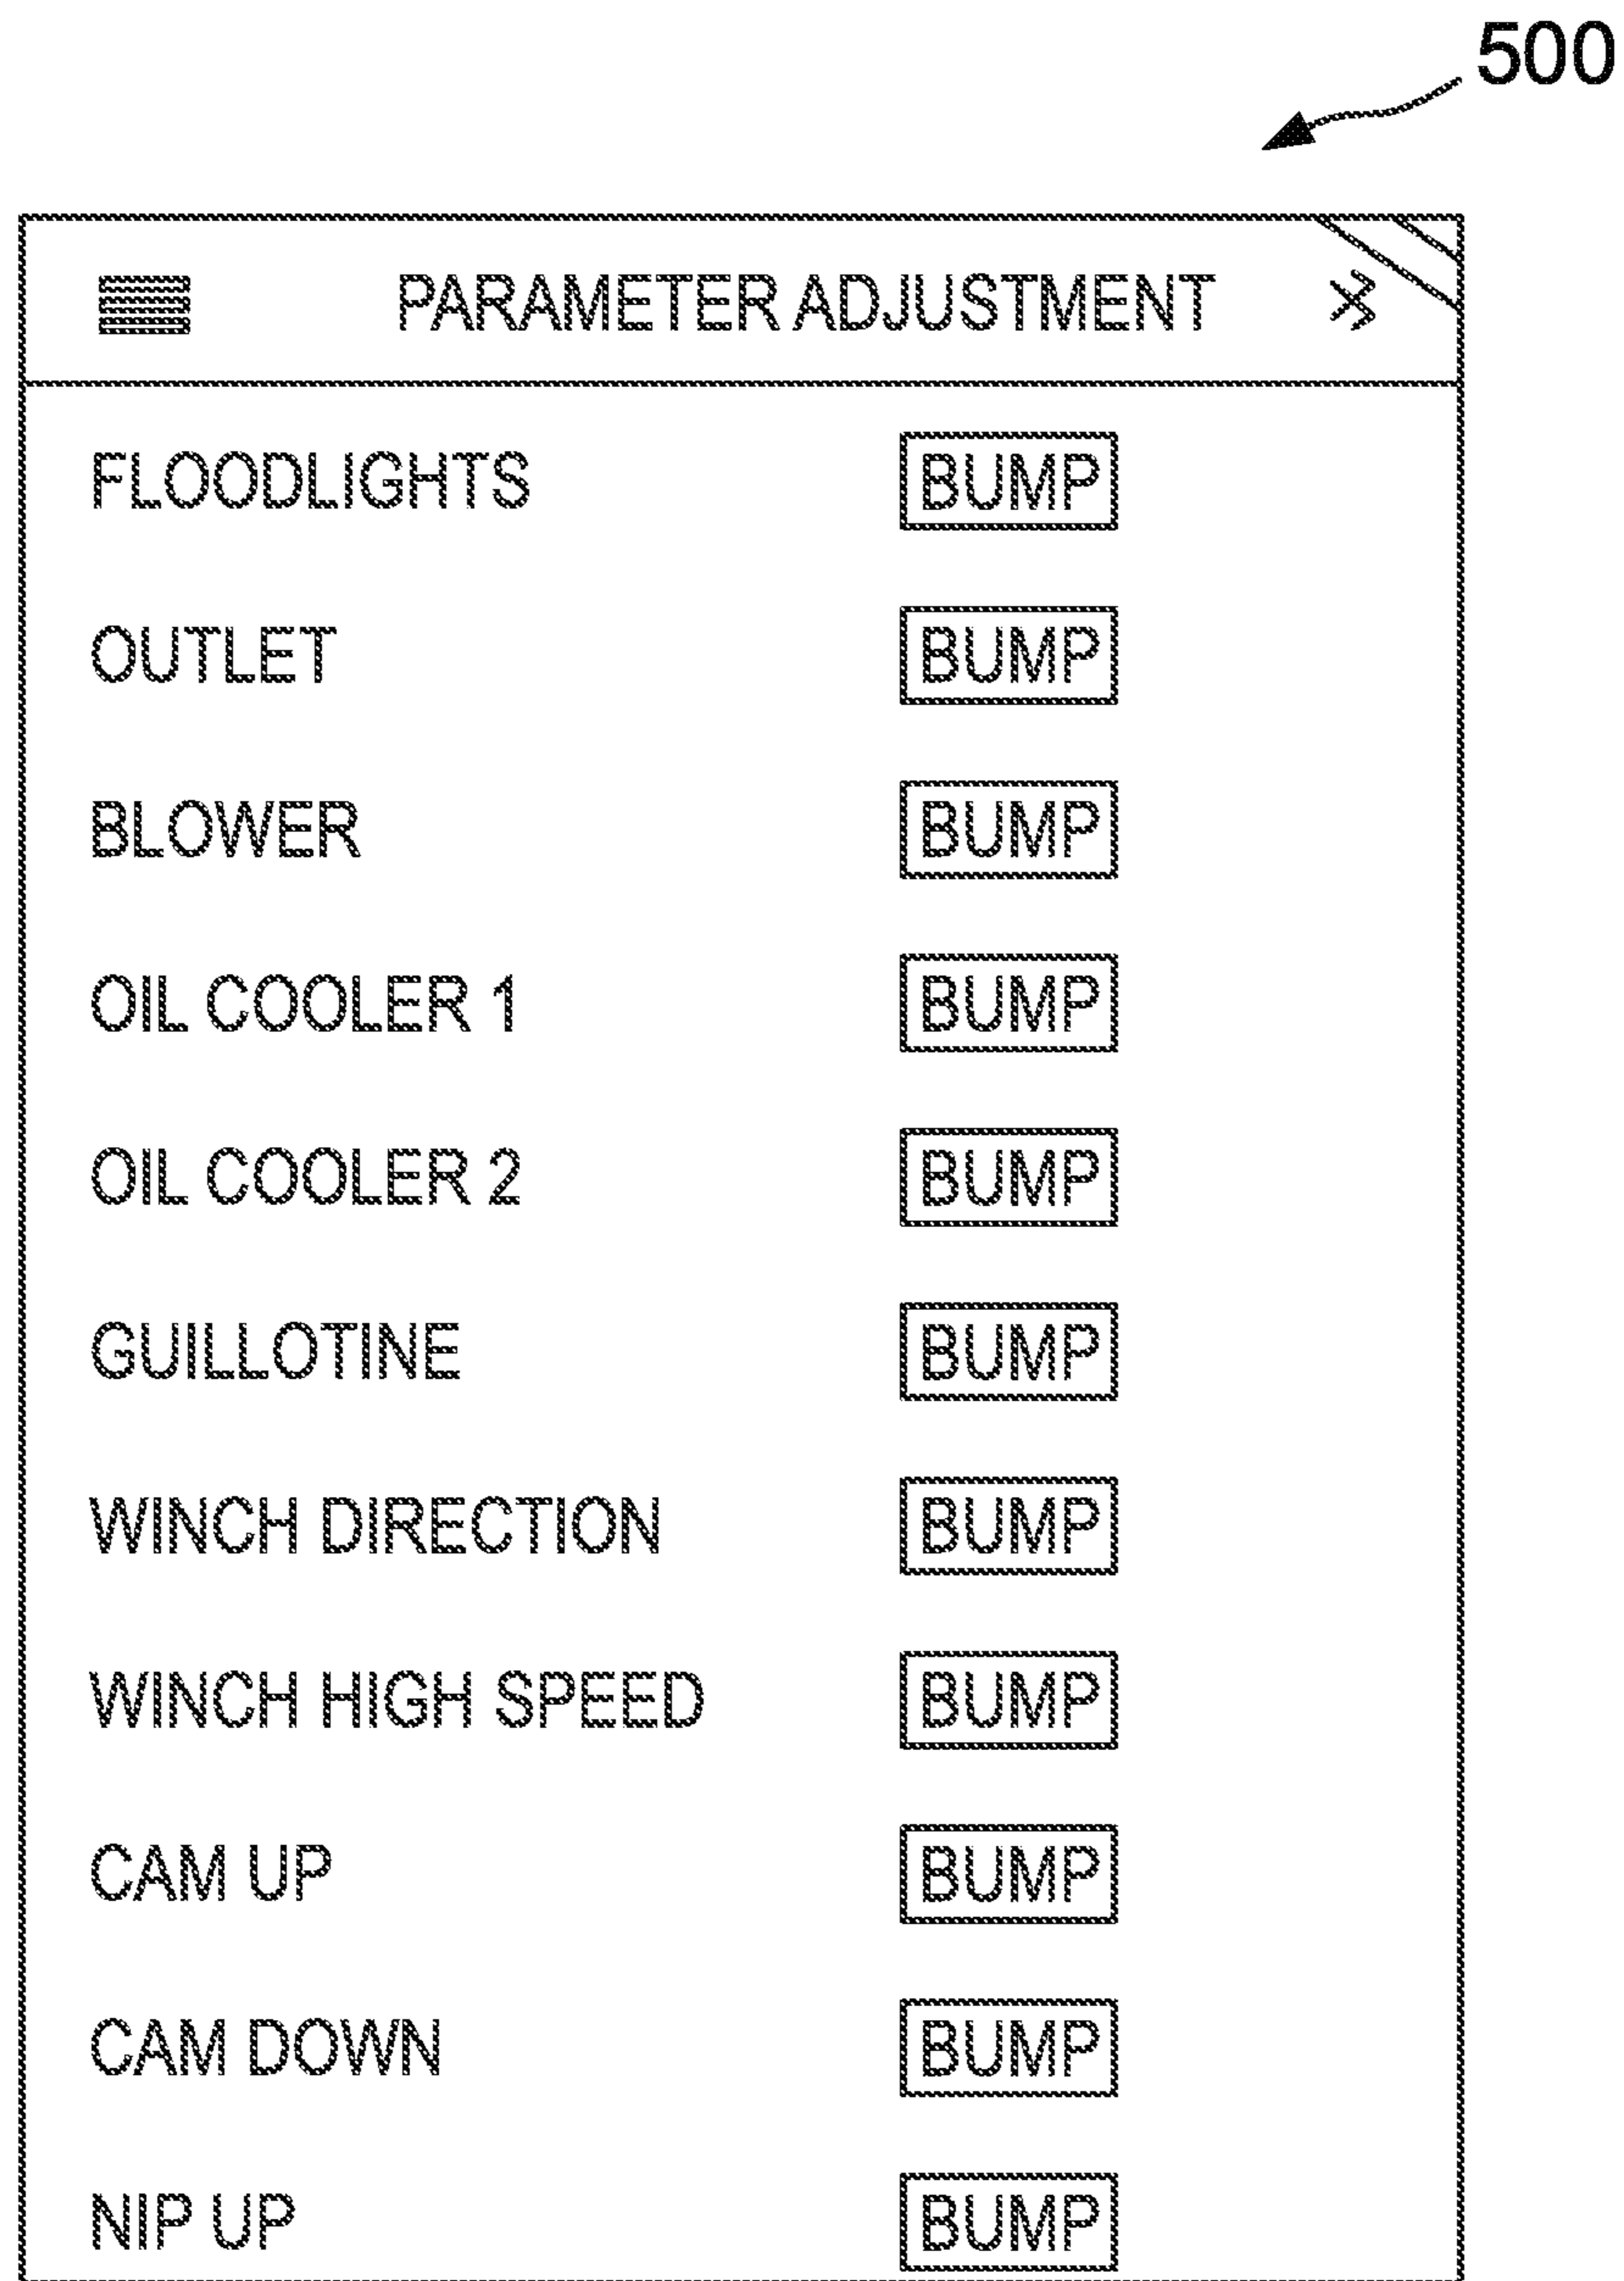 500
PARAMETER ADJUSTMENT
FLOODLIGHTS BUMP
OUTLET BUMP
BLOWER BUMP
OIL COOLER 1 BUMP
OIL COOLER 2 BUMP
GUILLOTINE BUMP
WINCH DIRECTION BUMP
WINCH HIGH SPEED BUMP
CAM UP BUMP
CAM DOWN BUMP
NIP UP BUMP